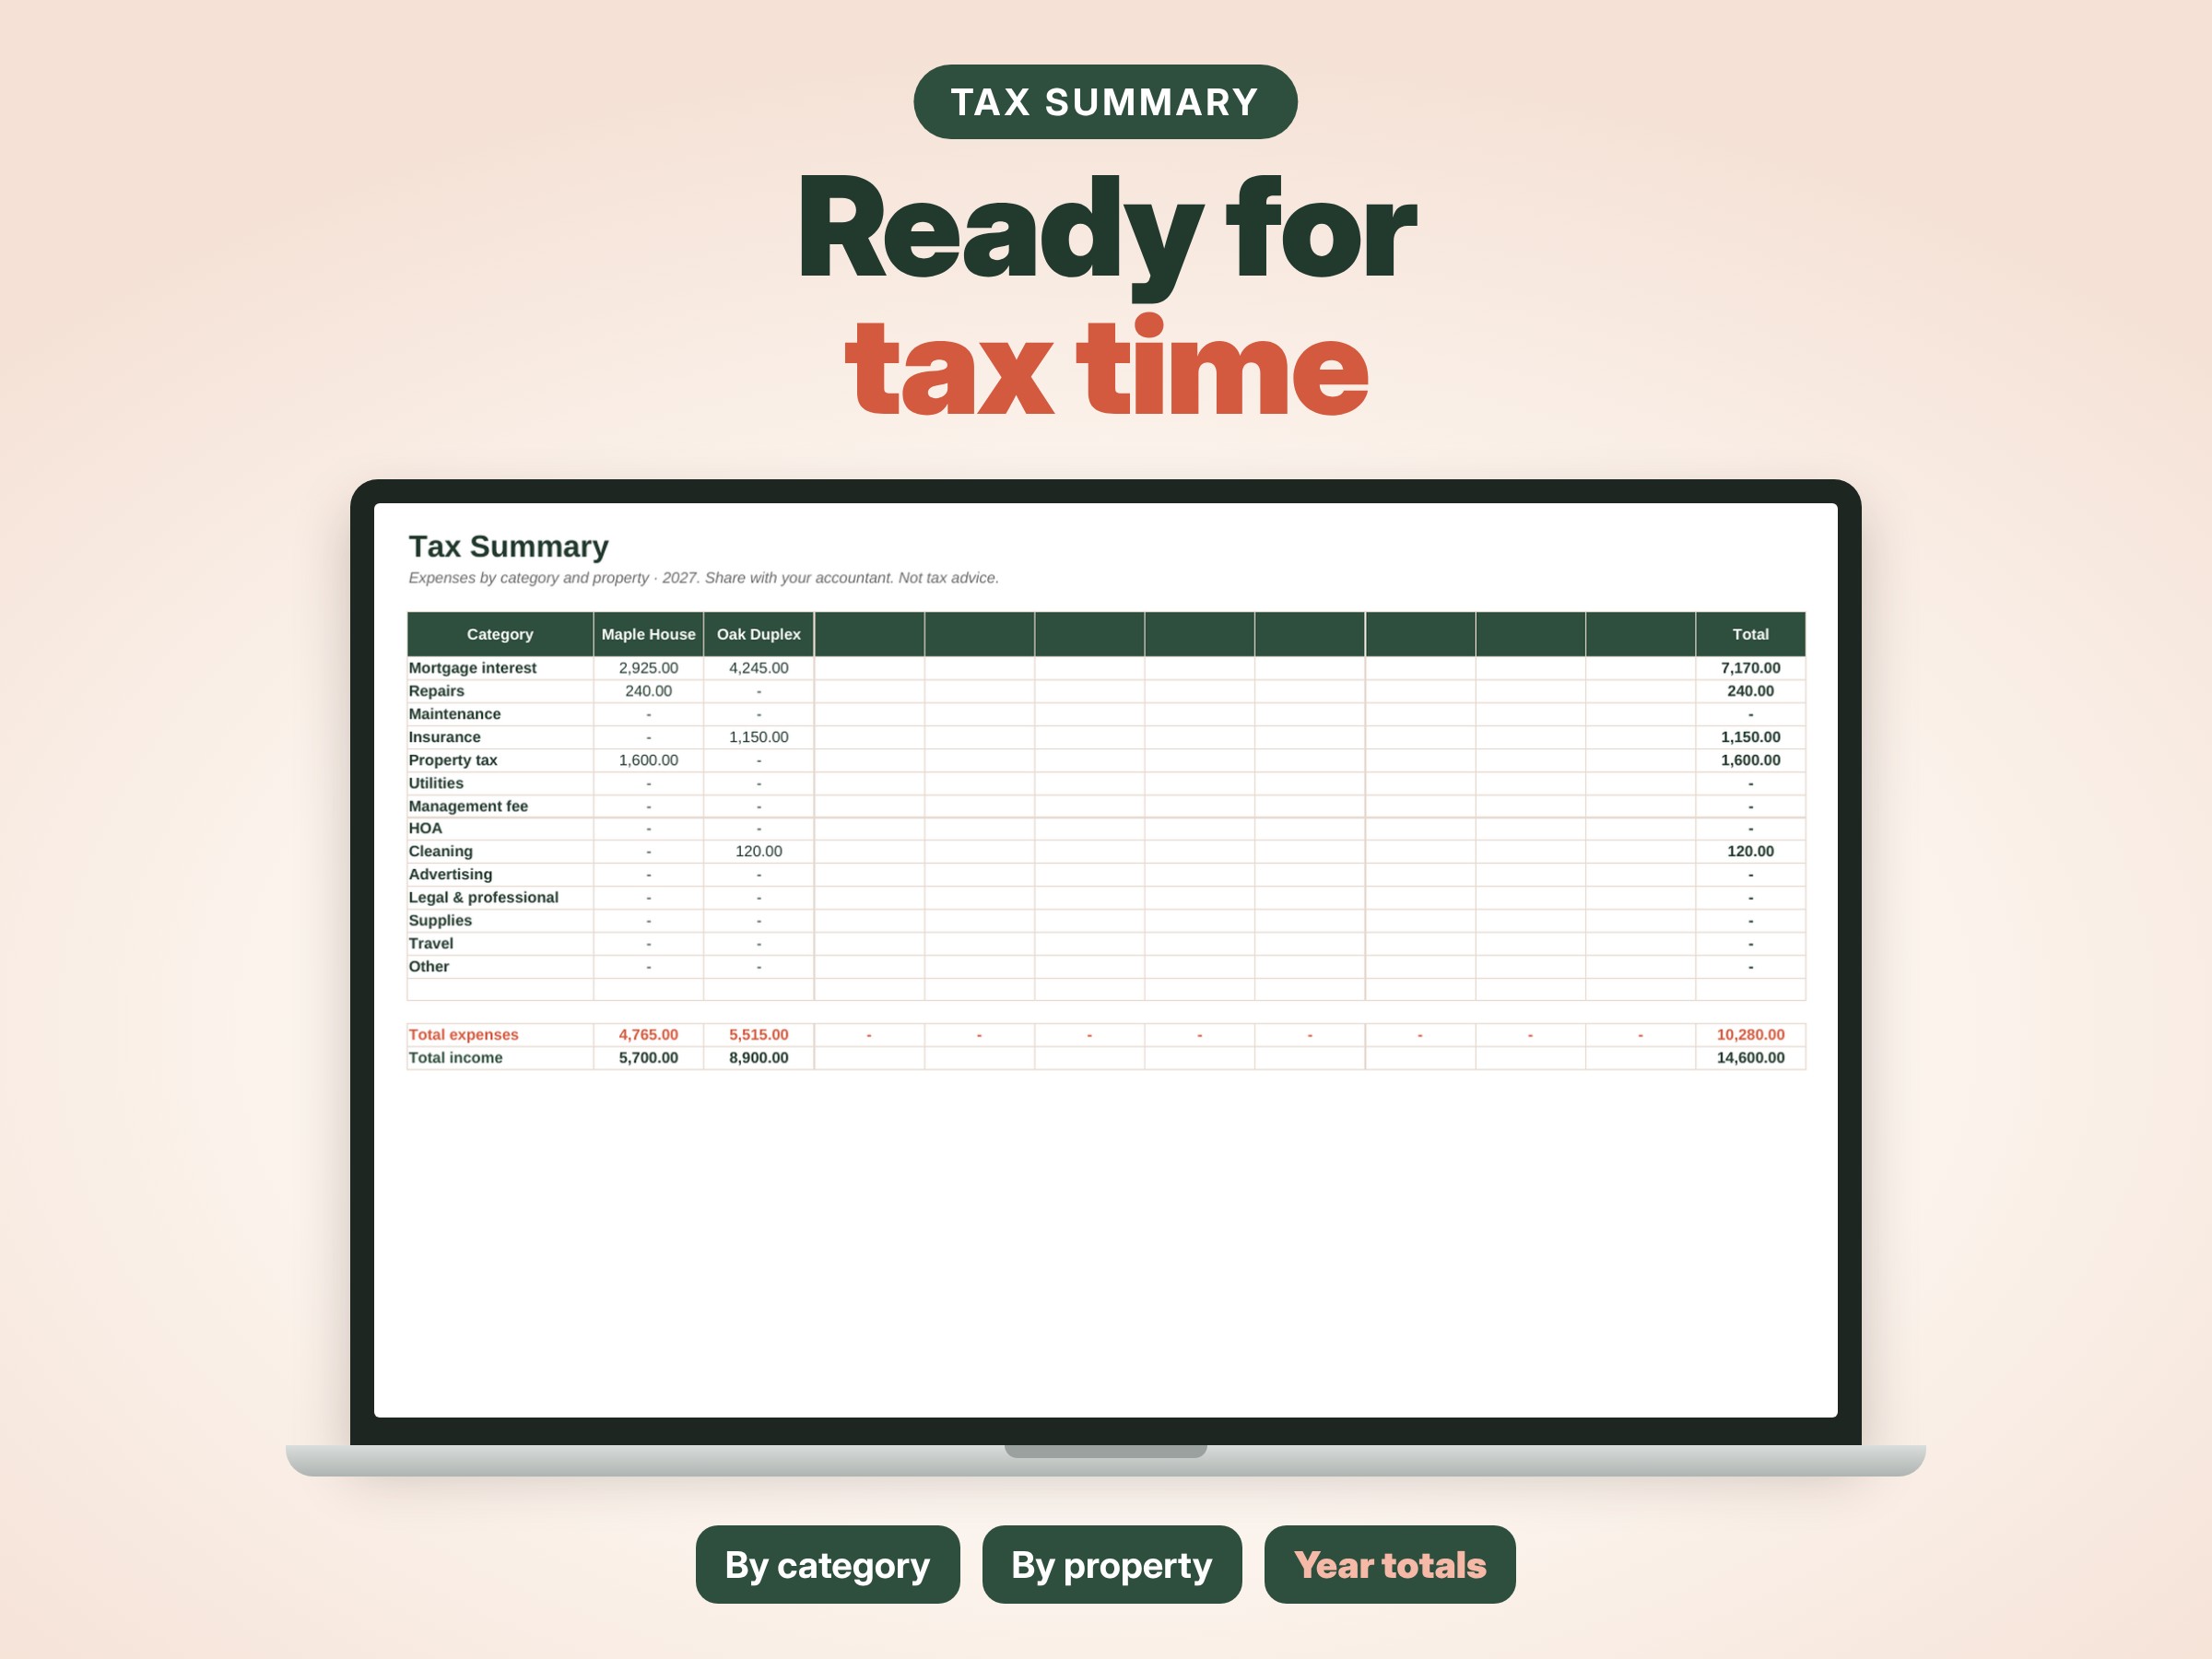 TAX SUMMARY
Ready for
tax time
Tax Summary
Expenses by category and property · 2027. Share with your accountant. Not tax advice.
Category Maple House Oak Duplex Total
Mortgage interest 2,925.00 4,245.00 7,170.00
Repairs 240.00 - 240.00
Maintenance - - -
Insurance - 1,150.00 1,150.00
Property tax 1,600.00 - 1,600.00
Utilities - - -
Management fee - - -
HOA - - -
Cleaning - 120.00 120.00
Advertising - - -
Legal & professional - - -
Supplies - - -
Travel - - -
Other - - -
Total expenses 4,765.00 5,515.00 - - - - - - - - 10,280.00
Total income 5,700.00 8,900.00 14,600.00
By category By property Year totals